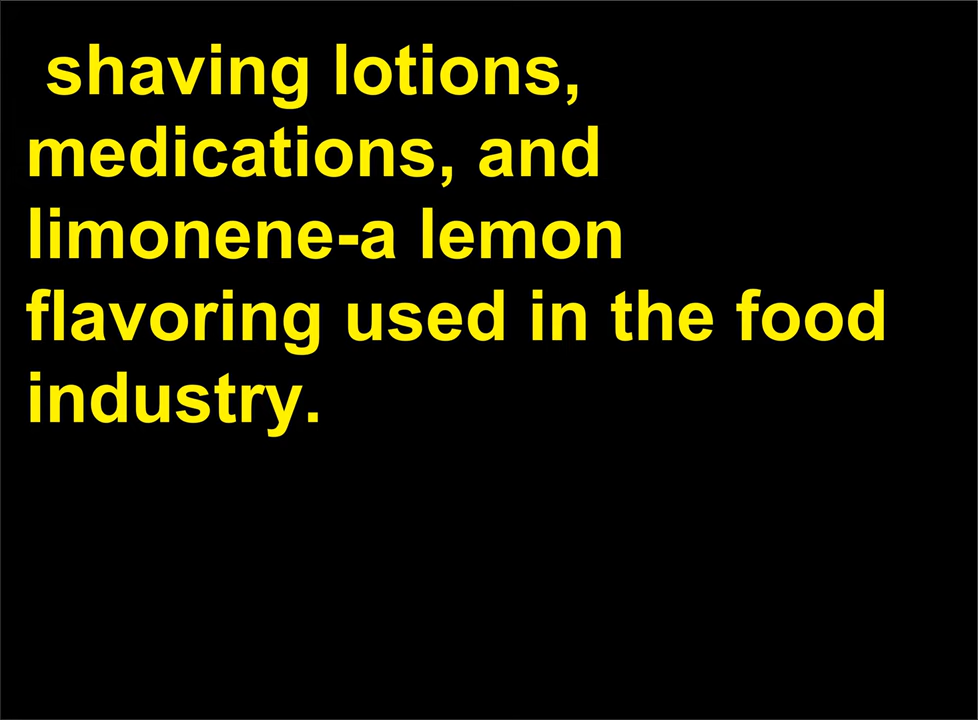 shaving lotions,
medications, and
limonene-a lemon
flavoring used in the food
industry.